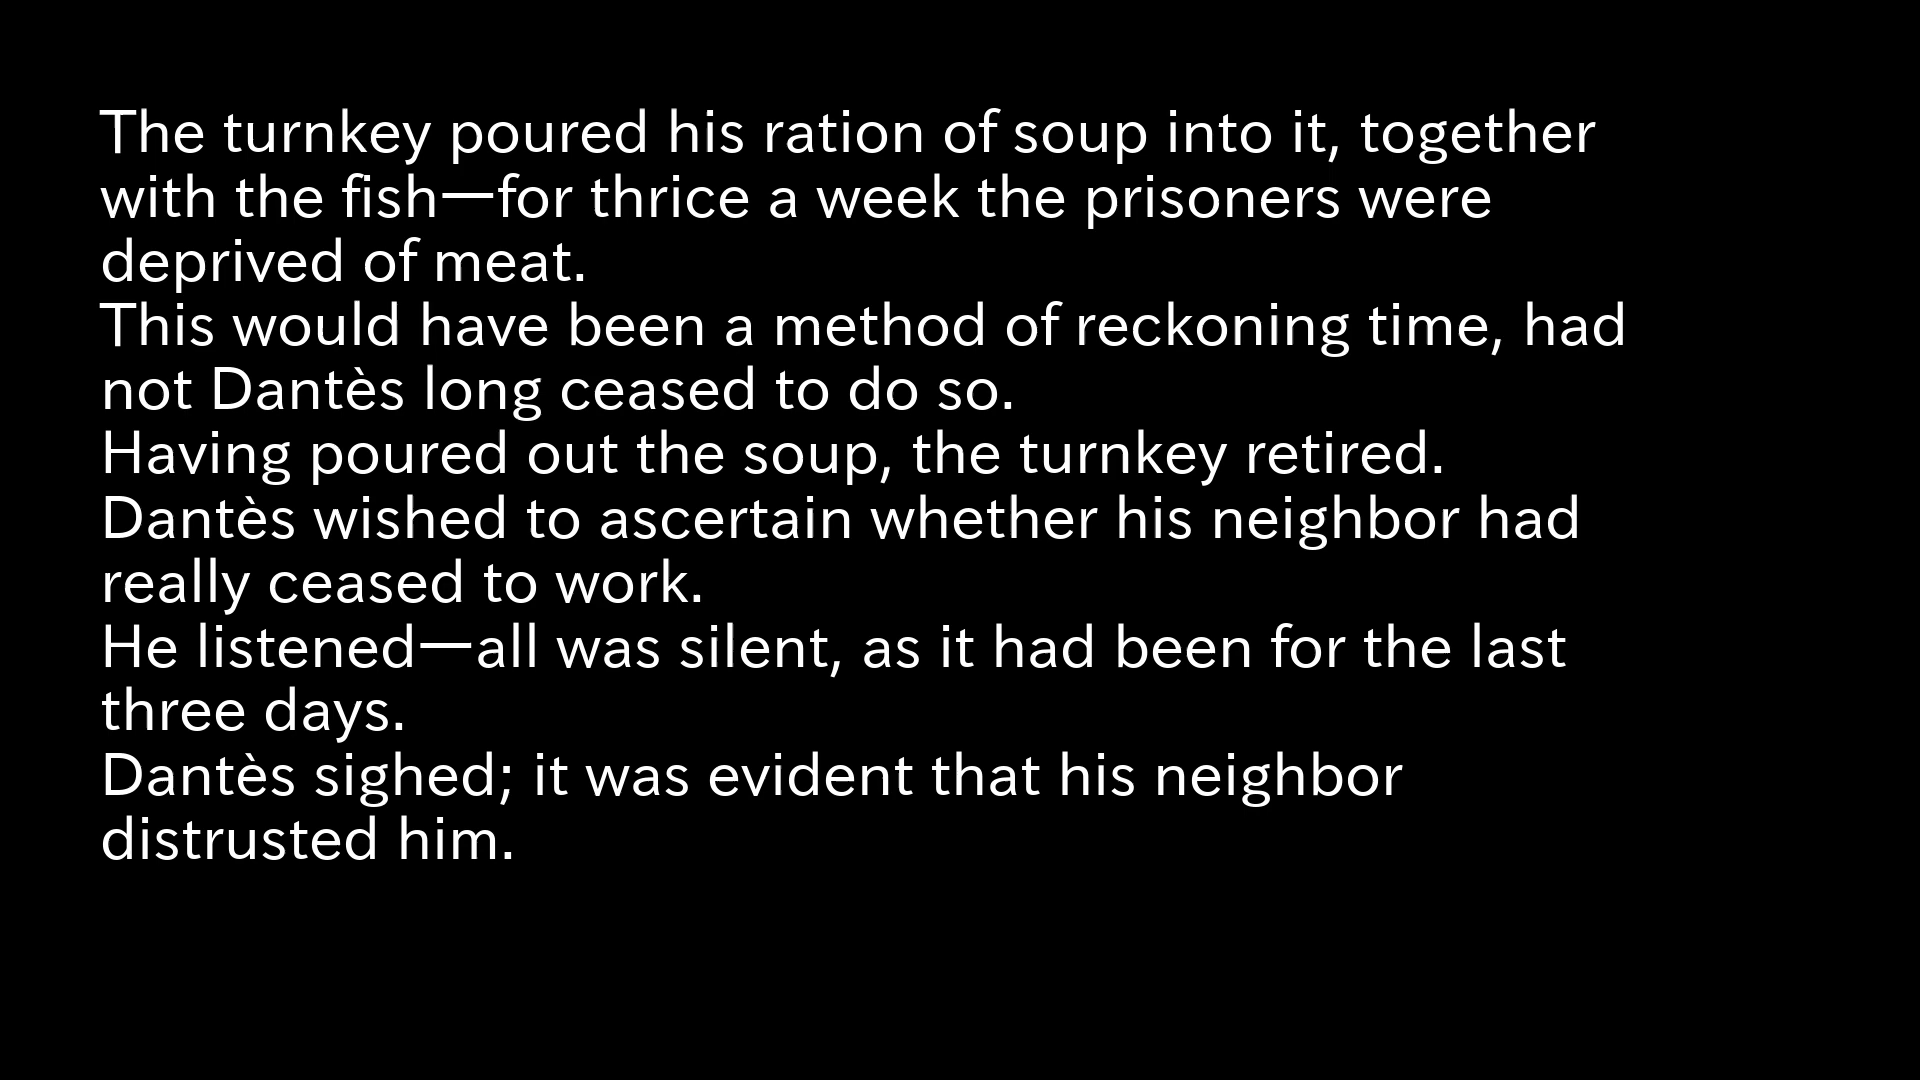 The turnkey poured his ration of soup into it, together
with the fish—for thrice a week the prisoners were
deprived of meat.
This would have been a method of reckoning time, had
not Dantès long ceased to do so.
Having poured out the soup, the turnkey retired.
Dantès wished to ascertain whether his neighbor had
really ceased to work.
He listened—all was silent, as it had been for the last
three days.
Dantès sighed; it was evident that his neighbor
distrusted him.